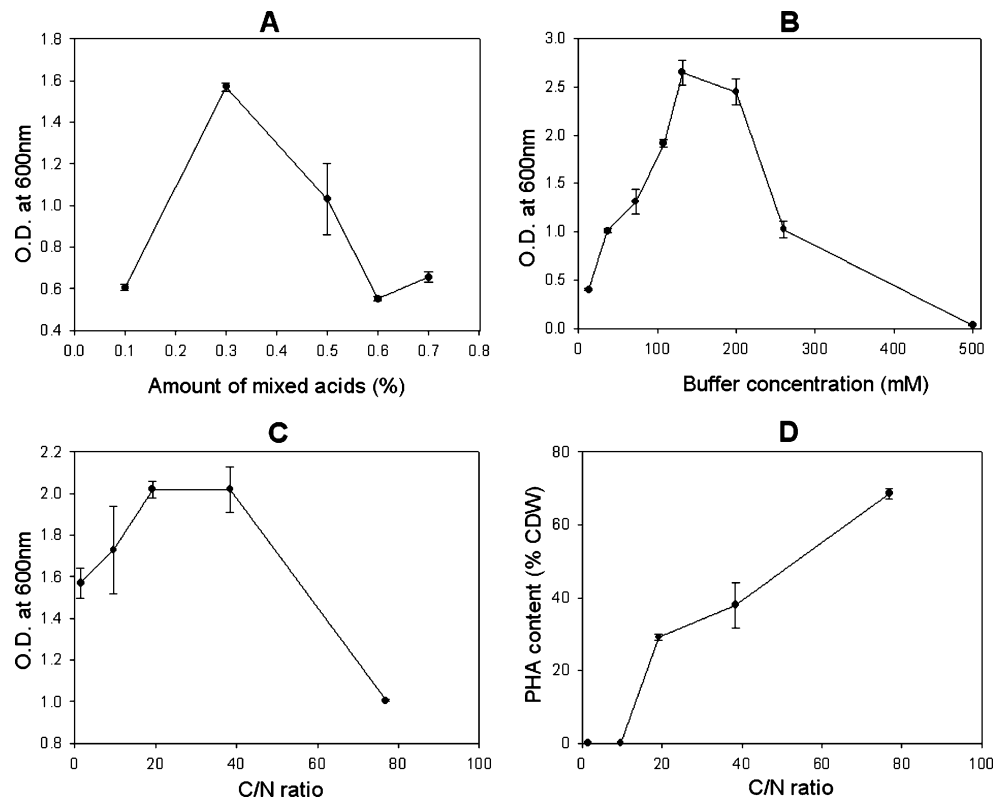 A
O.D. at 600nm
1.8
1.6
1.4
1.2
1.0
0.8
0.6
0.4
0.0 0.1 0.2 0.3 0.4 0.5 0.6 0.7 0.8
Amount of mixed acids (%)
B
O.D. at 600nm
3.0
2.5
2.0
1.5
1.0
0.5
0.0
0 100 200 300 400 500
Buffer concentration (mM)
C
O.D. at 600nm
2.2
2.0
1.8
1.6
1.4
1.2
1.0
0.8
0 20 40 60 80 100
C/N ratio
D
PHA content (% CDW)
80
60
40
20
0
0 20 40 60 80 100
C/N ratio